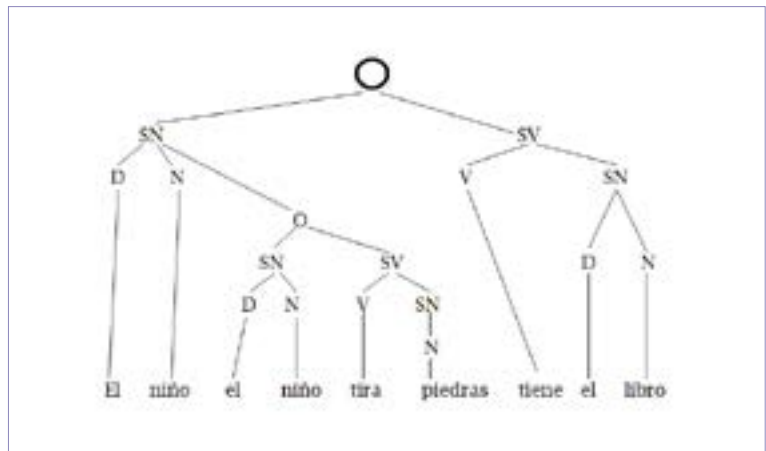 O
SN SV
D N V SN
O
SN SV D N
D N V SN
N
El niño el niño tira piedras tiene el libro